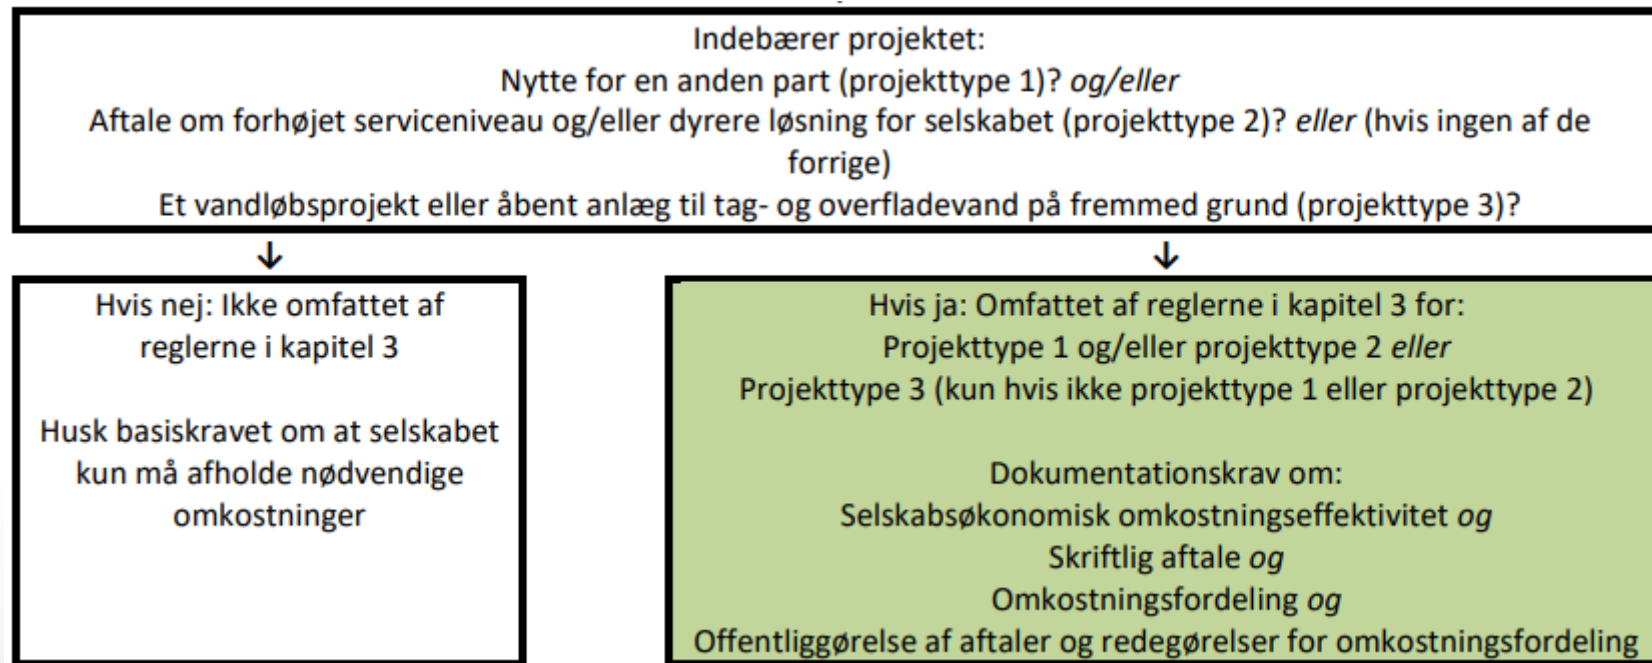 Indebærer projektet:
Nytte for en anden part (projekttype 1)? og/eller
Aftale om forhøjet serviceniveau og/eller dyrere løsning for selskabet (projekttype 2)? eller (hvis ingen af de
forrige)
Et vandløbsprojekt eller åbent anlæg til tag- og overfladevand på fremmed grund (projekttype 3)?
↓
↓
Hvis nej: Ikke omfattet af
reglerne i kapitel 3
Husk basiskravet om at selskabet
kun må afholde nødvendige
omkostninger
Hvis ja: Omfattet af reglerne i kapitel 3 for:
Projekttype 1 og/eller projekttype 2 eller
Projekttype 3 (kun hvis ikke projekttype 1 eller projekttype 2)
Dokumentationskrav om:
Selskabsøkonomisk omkostningseffektivitet og
Skriftlig aftale og
Omkostningsfordeling og
Offentliggørelse af aftaler og redegørelser for omkostningsfordeling